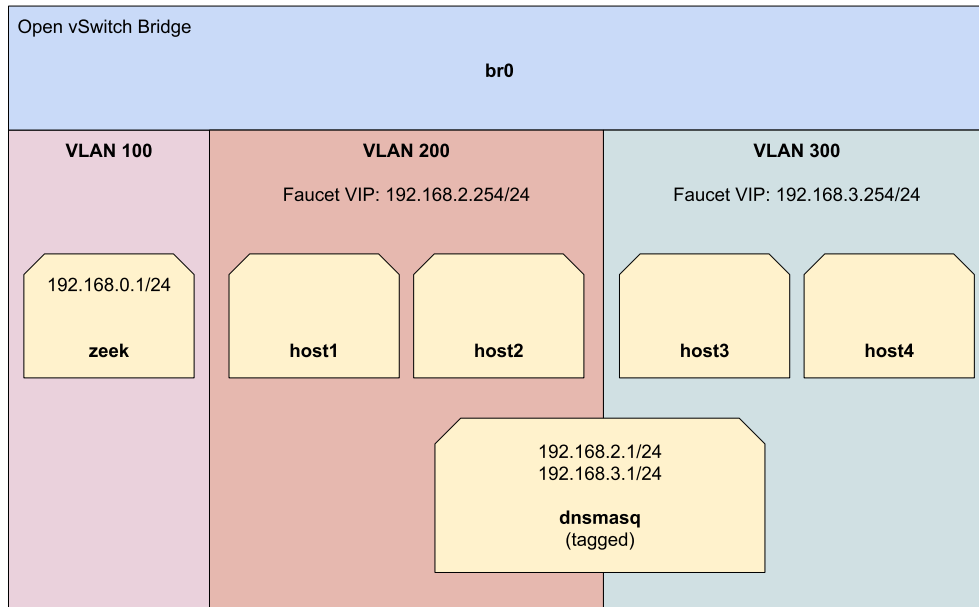 Open vSwitch Bridge
br0
VLAN 100
VLAN 200
VLAN 300
Faucet VIP: 192.168.2.254/24
Faucet VIP: 192.168.3.254/24
192.168.0.1/24
zeek
host1
host2
host3
host4
192.168.2.1/24
192.168.3.1/24
dnsmasq
(tagged)